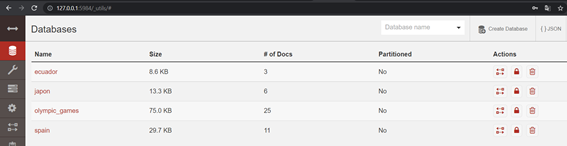 127.0.0.1:5984/_utils/#
Databases
Database name
Create Database
{ } JSON
Name Size # of Docs Partitioned Actions
ecuador 8.6 KB 3 No
japon 13.3 KB 6 No
olympic_games 75.0 KB 25 No
spain 29.7 KB 11 No